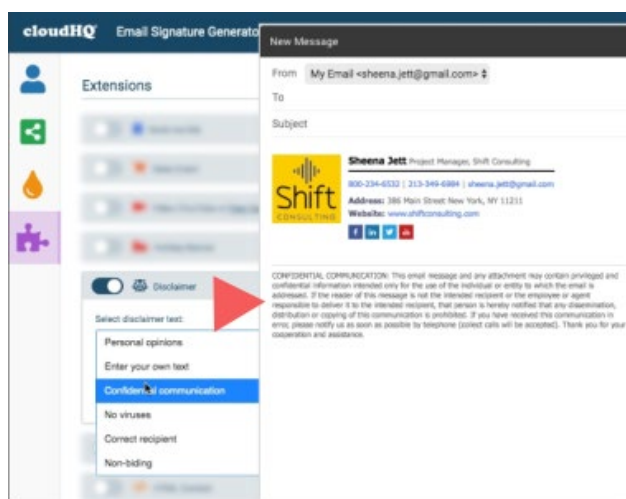 cloudHQ Email Signature Generato
Extensions
Disclaimer
Select disclaimer text:
Personal opinions
Enter your own text
Confidential communication
No viruses
Correct recipient
Non-biding
New Message
From My Email <sheena.jett@gmail.com>
To
Subject
Shift
CONSULTING
Sheena Jett Project Manager, Shift Consulting
800-234-6532 | 213-349-6984 | sheena.jett@gmail.com
Address: 386 Main Street New York, NY 11211
Website: www.shiftconsulting.com
CONFIDENTIAL COMMUNICATION: This email message and any attachment may contain privileged and
confidential information intended only for the use of the individual or entity to which the email is
addressed. If the reader of this message is not the intended recipient or the employee or agent
responsible to deliver it to the intended recipient, that person is hereby notified that any dissemination,
distribution or copying of this communication is prohibited. If you have received this communication in
error, please notify us as soon as possible by telephone (collect calls will be accepted). Thank you for your
cooperation and assistance.